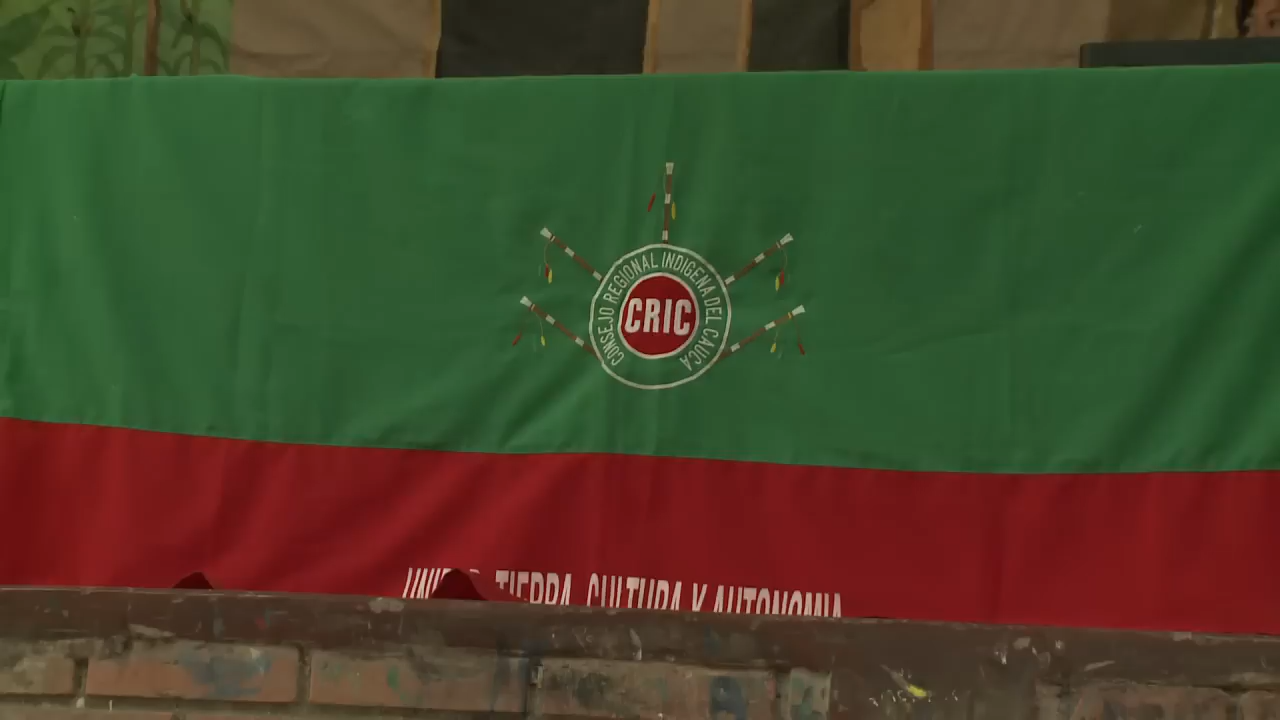 CONSEJO REGIONAL INDIGENA DEL CAUCA
CRIC
TIERRA, CULTURA Y AUTONOMIA